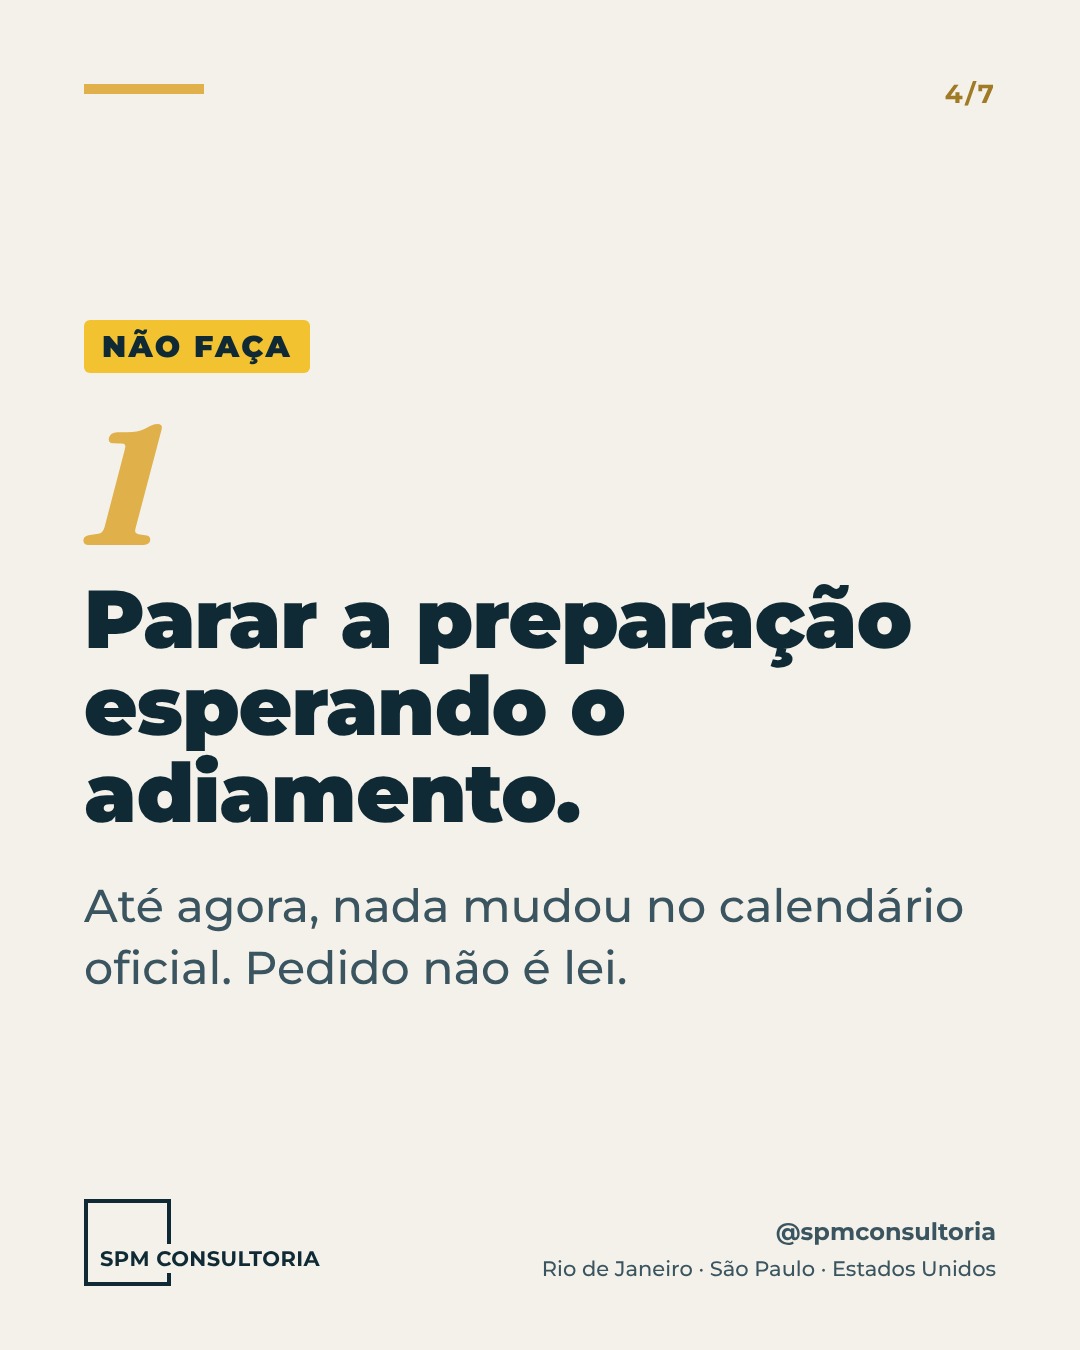 4/7
NÃO FAÇA
1
Parar a preparação
esperando o
adiamento.
Até agora, nada mudou no calendário
oficial. Pedido não é lei.
SPM CONSULTORIA
@spmconsultoria
Rio de Janeiro · São Paulo · Estados Unidos